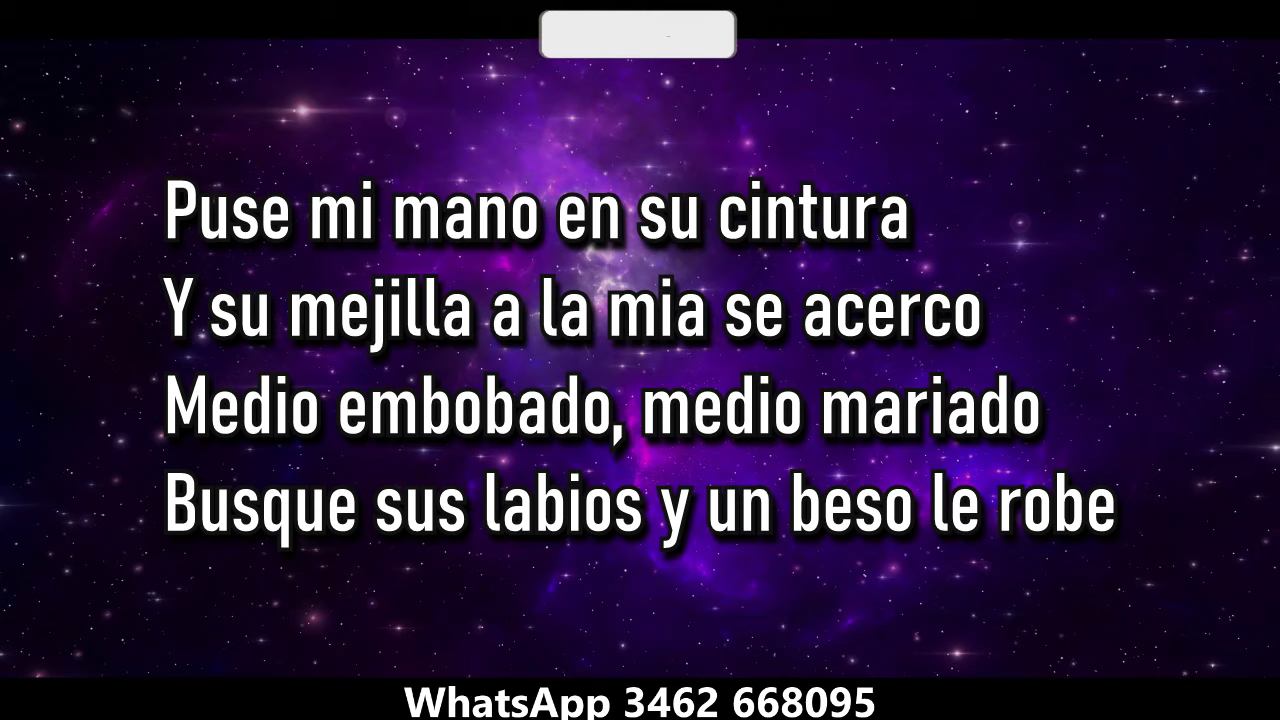 Puse mi mano en su cintura
Y su mejilla a la mia se acerco
Medio embobado, medio mariado
Busque sus labios y un beso le robe
WhatsApp 3462 668095